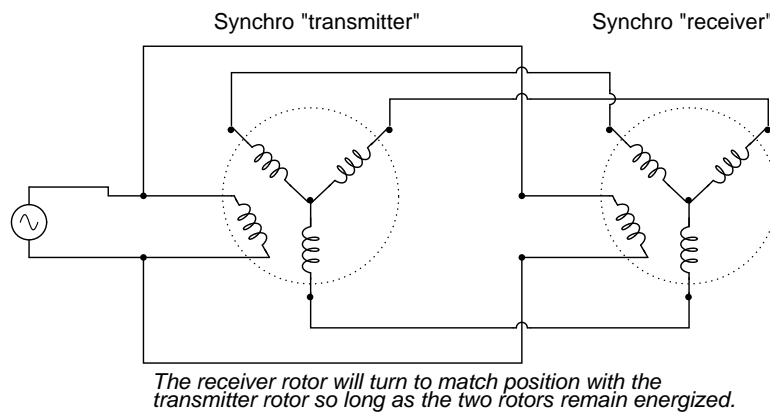 Synchro "transmitter"
Synchro "receiver"
The receiver rotor will turn to match position with the
transmitter rotor so long as the two rotors remain energized.